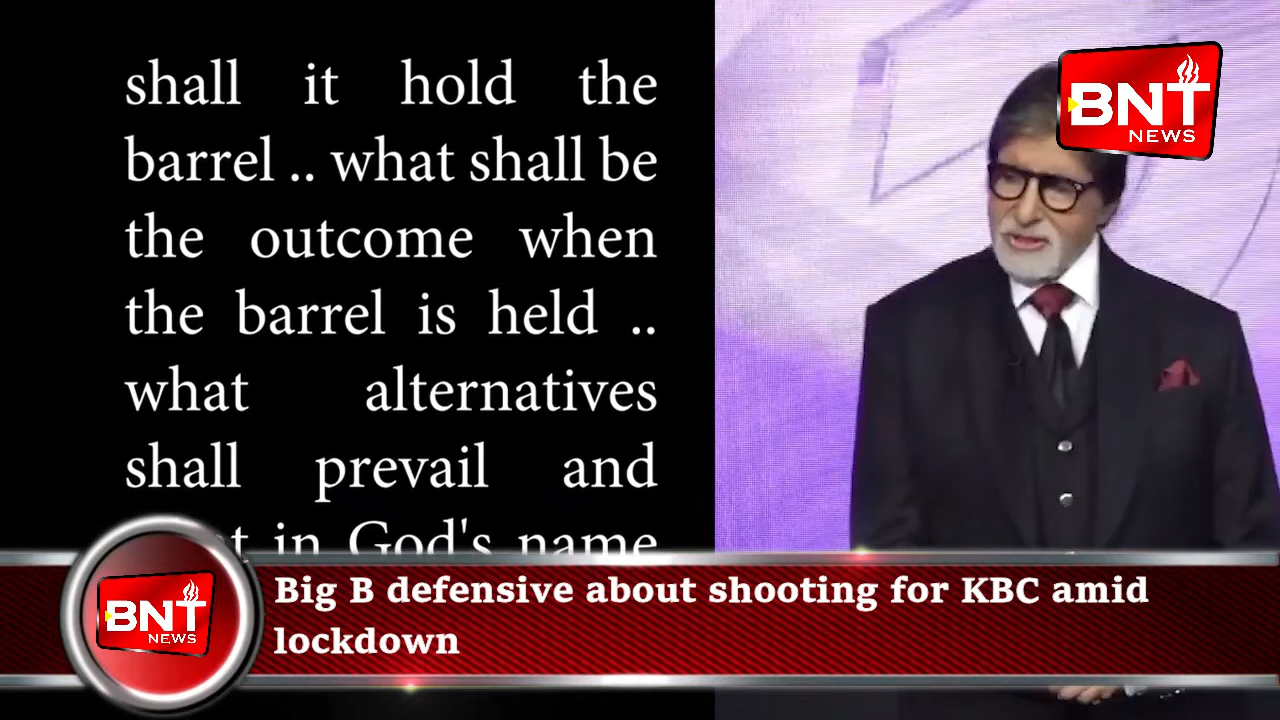 shall it hold the
barrel .. what shall be
the outcome when
the barrel is held ..
what alternatives
shall prevail and
in God's name
BNT
NEWS
BNT
NEWS
Big B defensive about shooting for KBC amid
lockdown